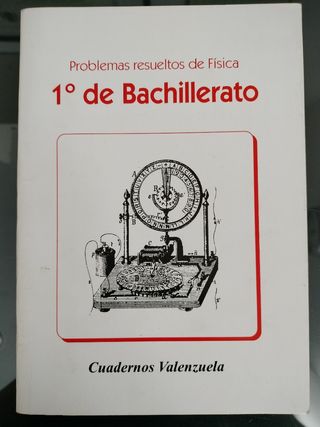 Problemas resueltos de Física
1º de Bachillerato
Cuadernos Valenzuela